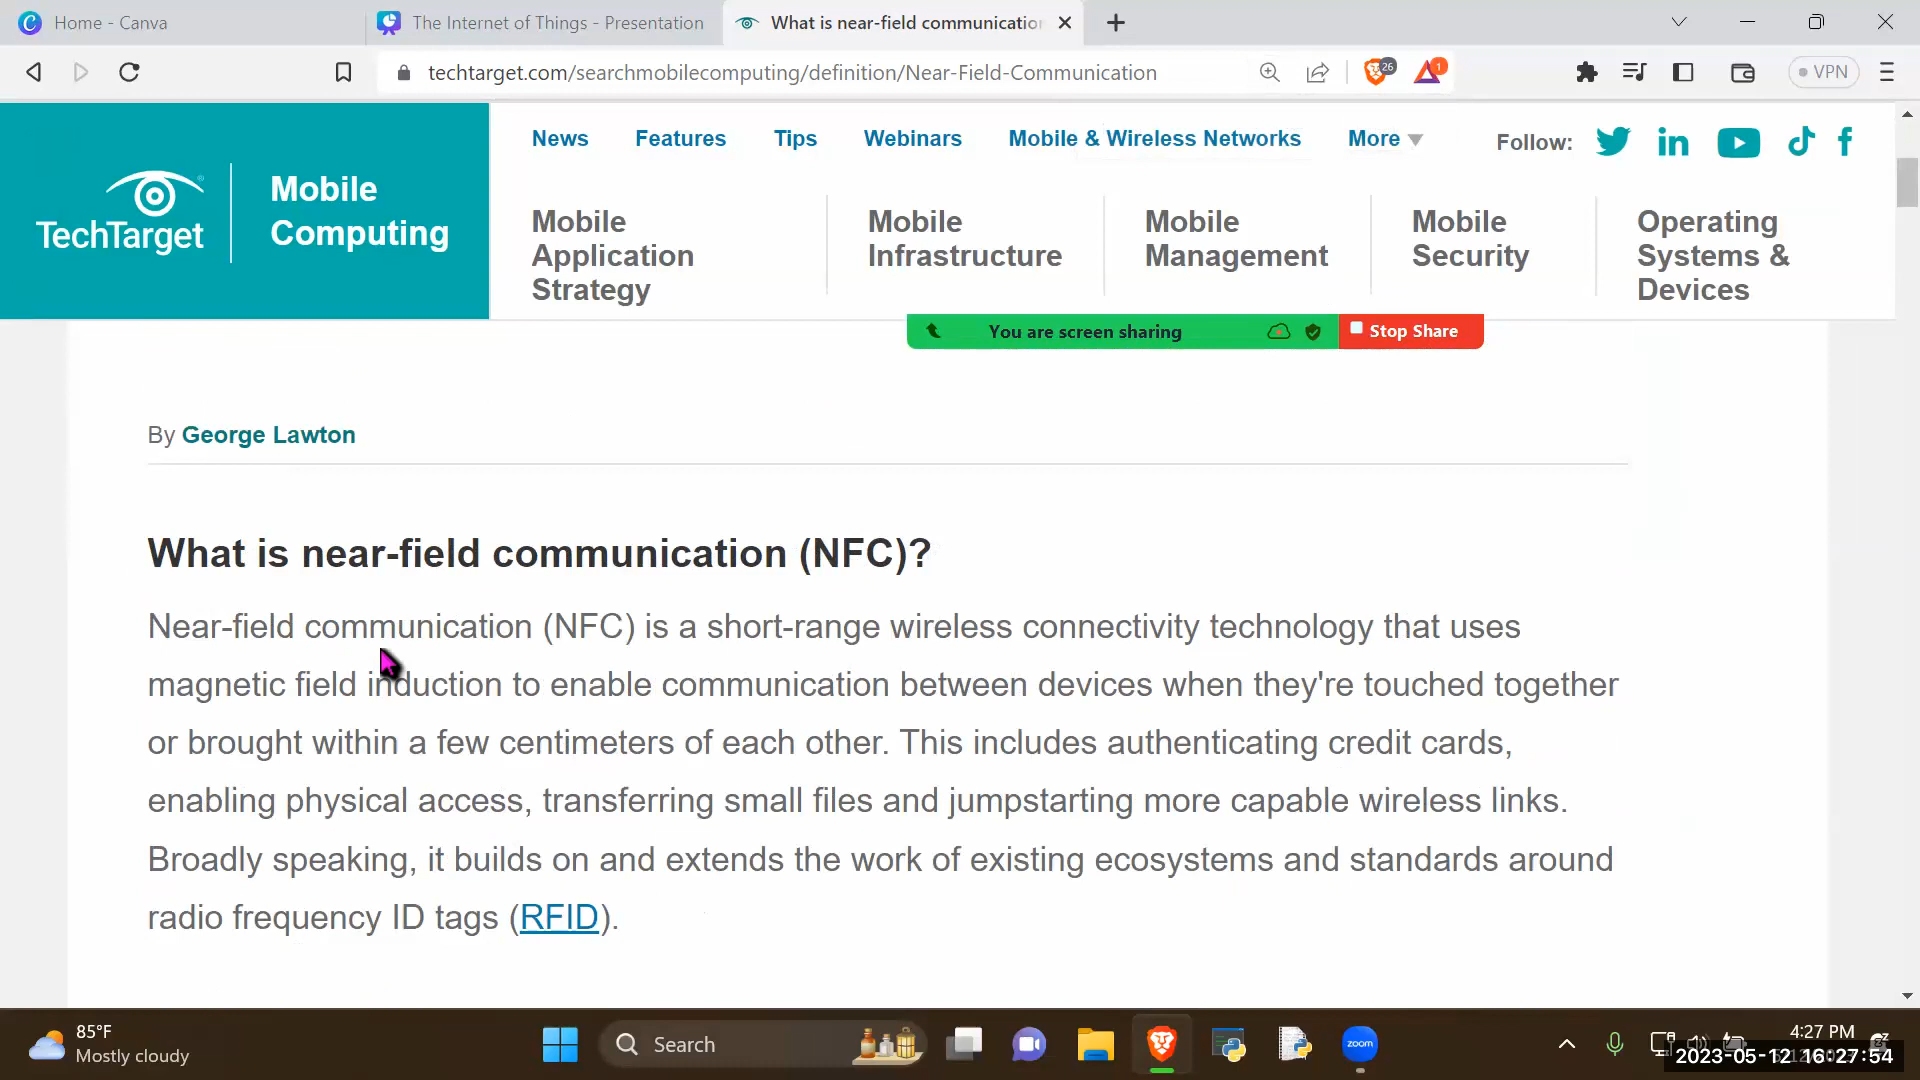 Home - Canva
The Internet of Things - Presentation
What is near-field communication
techtarget.com/searchmobilecomputing/definition/Near-Field-Communication
26
1
VPN
TechTarget
Mobile
Computing
News Features Tips Webinars Mobile & Wireless Networks More
Follow:
Mobile
Application
Strategy
Mobile
Infrastructure
Mobile
Management
Mobile
Security
Operating
Systems &
Devices
You are screen sharing
Stop Share
By George Lawton
What is near-field communication (NFC)?
Near-field communication (NFC) is a short-range wireless connectivity technology that uses
magnetic field induction to enable communication between devices when they're touched together
or brought within a few centimeters of each other. This includes authenticating credit cards,
enabling physical access, transferring small files and jumpstarting more capable wireless links.
Broadly speaking, it builds on and extends the work of existing ecosystems and standards around
radio frequency ID tags (RFID).
85°F
Mostly cloudy
Search
zoom
4:27 PM
2023-05-12 16:27:54